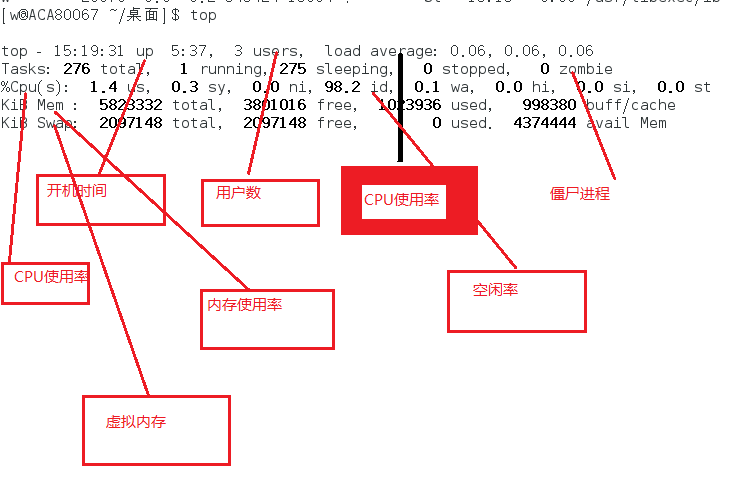 [w@ACA80067 ~/桌面]$ top
top - 15:19:31 up  5:37,  3 users,  load average: 0.06, 0.06, 0.06
Tasks: 276 total,   1 running, 275 sleeping,   0 stopped,   0 zombie
%Cpu(s):  1.4 us,  0.3 sy,  0.0 ni, 98.2 id,  0.1 wa,  0.0 hi,  0.0 si,  0.0 st
KiB Mem :  5823332 total,  3801016 free,  1023936 used,   998380 buff/cache
KiB Swap:  2097148 total,  2097148 free,        0 used.  4374444 avail Mem
开机时间
用户数
CPU使用率
僵尸进程
CPU使用率
内存使用率
空闲率
虚拟内存